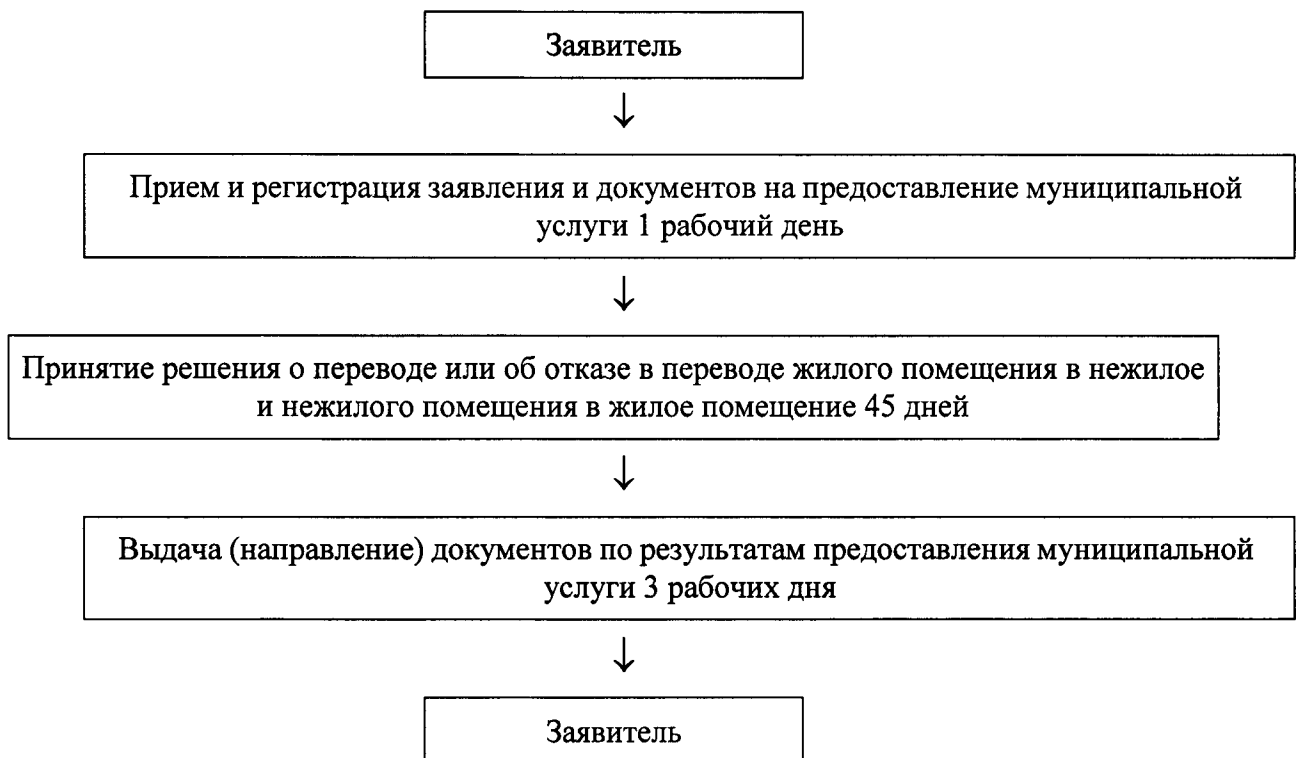 Заявитель
Прием и регистрация заявления и документов на предоставление муниципальной
услуги 1 рабочий день
Принятие решения о переводе или об отказе в переводе жилого помещения в нежилое
и нежилого помещения в жилое помещение 45 дней
Выдача (направление) документов по результатам предоставления муниципальной
услуги 3 рабочих дня
Заявитель